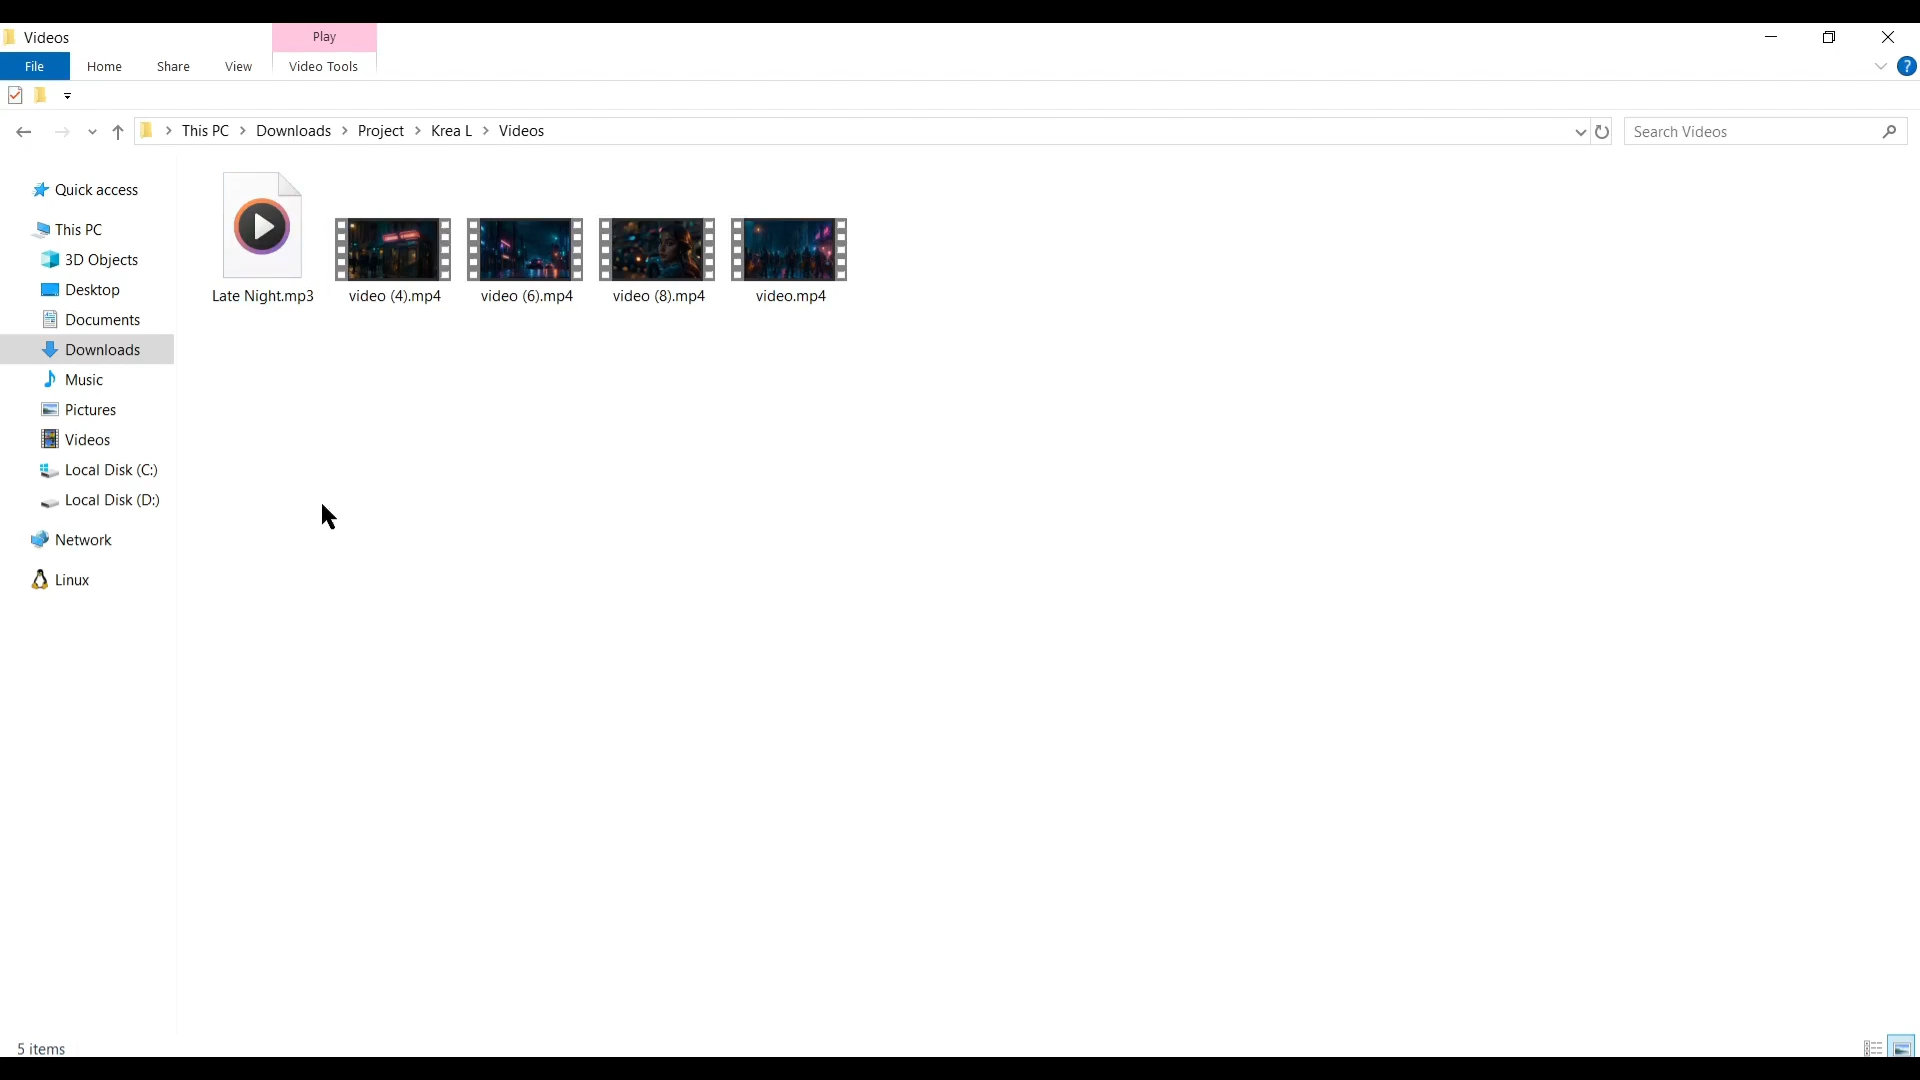 Videos
Play
File
Home
Share
View
Video Tools
?
This PC
Downloads
Project
Krea L
Videos
Search Videos
Quick access
This PC
3D Objects
Desktop
Documents
Downloads
Music
Pictures
Videos
Local Disk (C:)
Local Disk (D:)
Network
Linux
Late Night.mp3
video (4).mp4
video (6).mp4
video (8).mp4
video.mp4
5 items